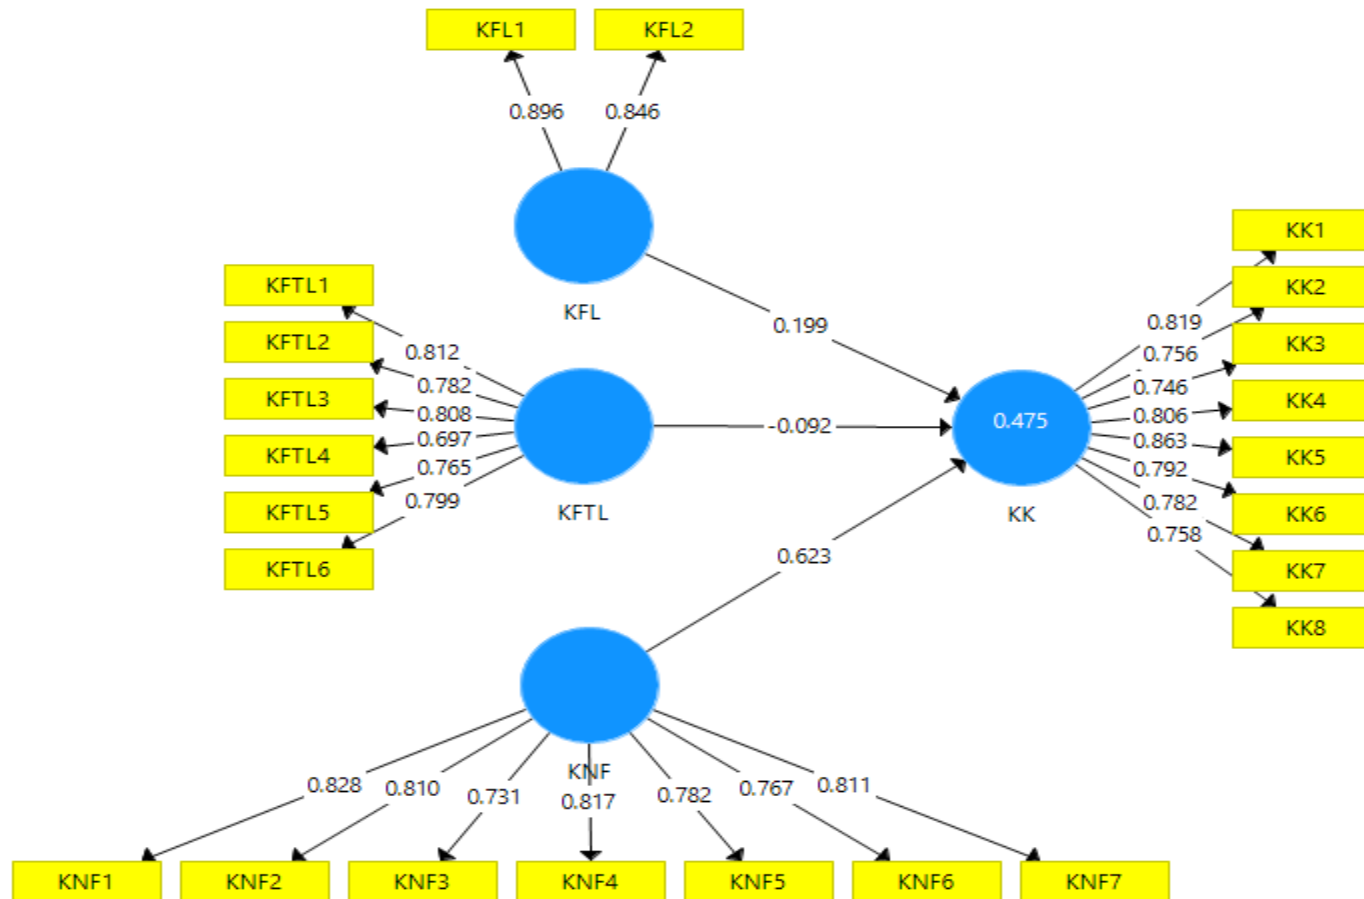 KFL1 KFL2
0.896 0.846
KFL
KFTL1
KFTL2
KFTL3
KFTL4
KFTL5
KFTL6
0.812
0.782
0.808
0.697
0.765
0.799
KFTL
0.199
-0.092
0.623
0.475
KK
0.819
0.756
0.746
0.806
0.863
0.792
0.782
0.758
KK1
KK2
KK3
KK4
KK5
KK6
KK7
KK8
KNF
0.828 0.810 0.731 0.817 0.782 0.767 0.811
KNF1 KNF2 KNF3 KNF4 KNF5 KNF6 KNF7